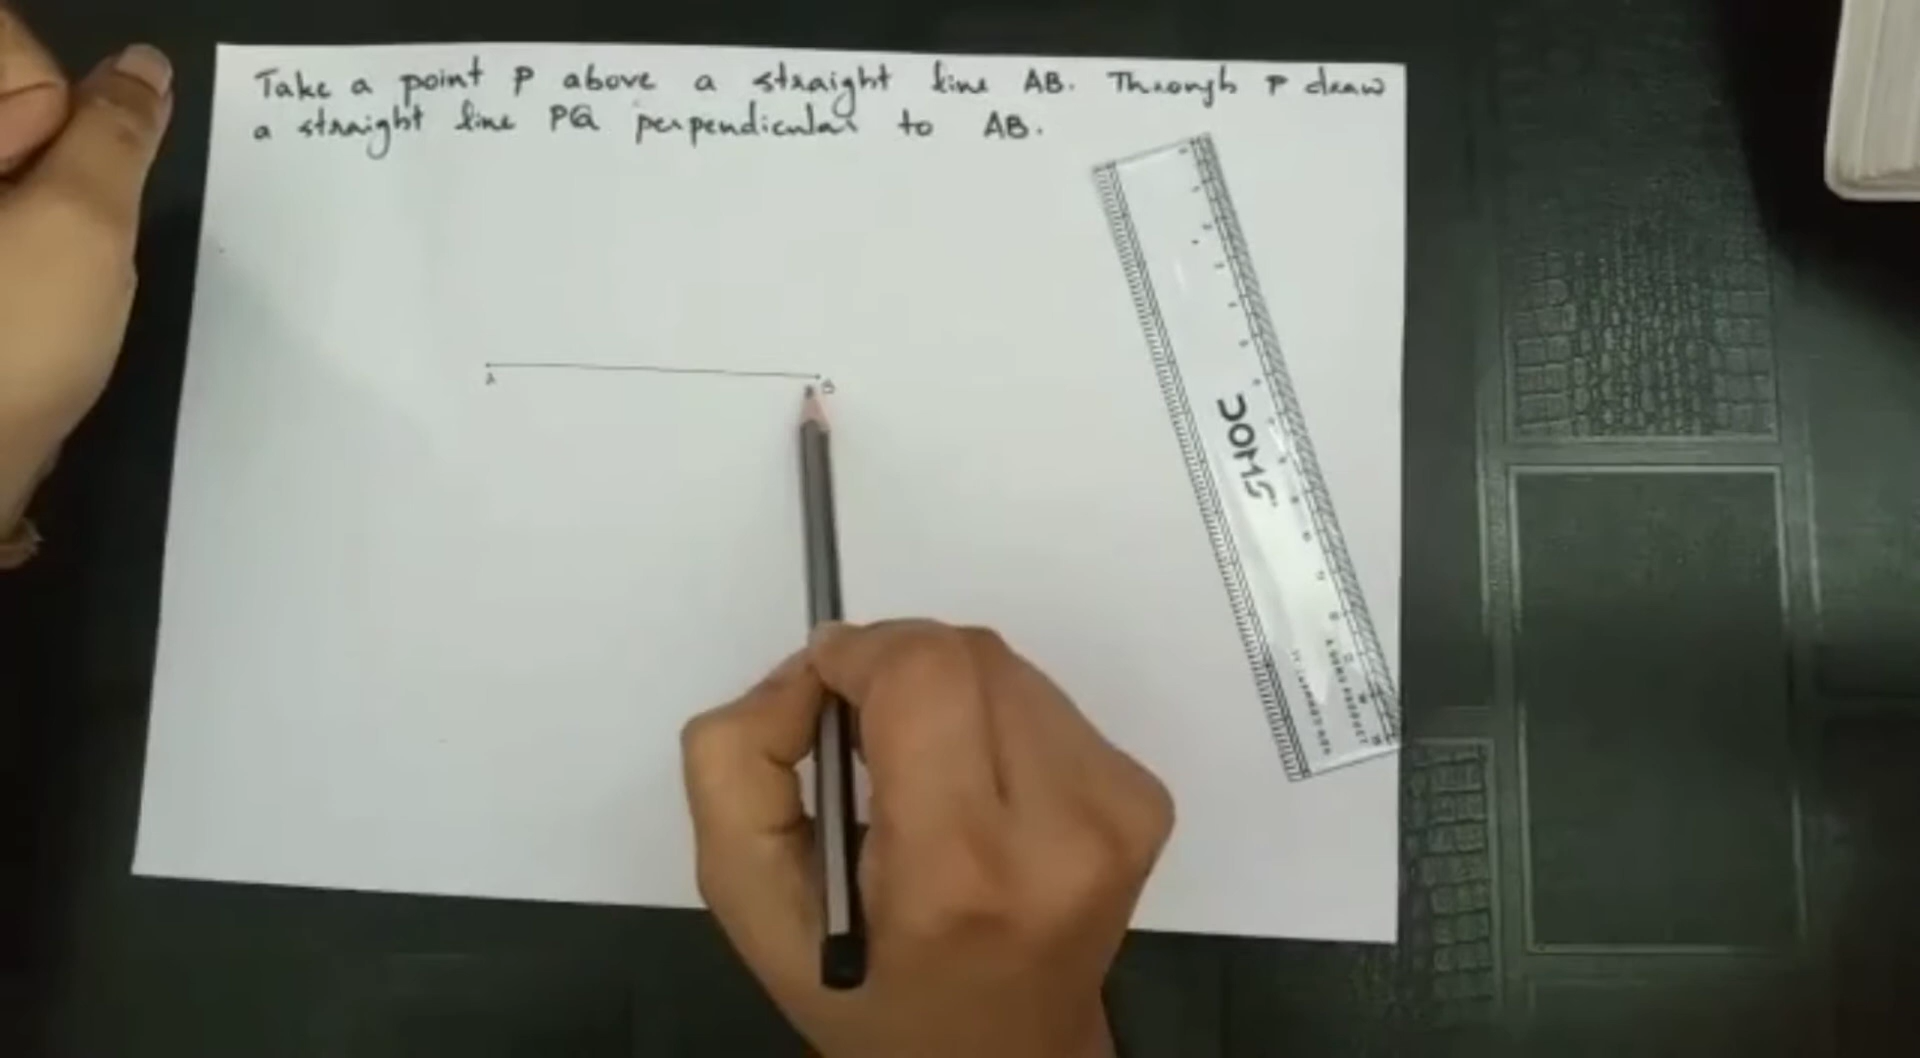 Take a point P above a straight line AB. Through P draw
a straight line PQ perpendicular to AB.
A
B
DOMS